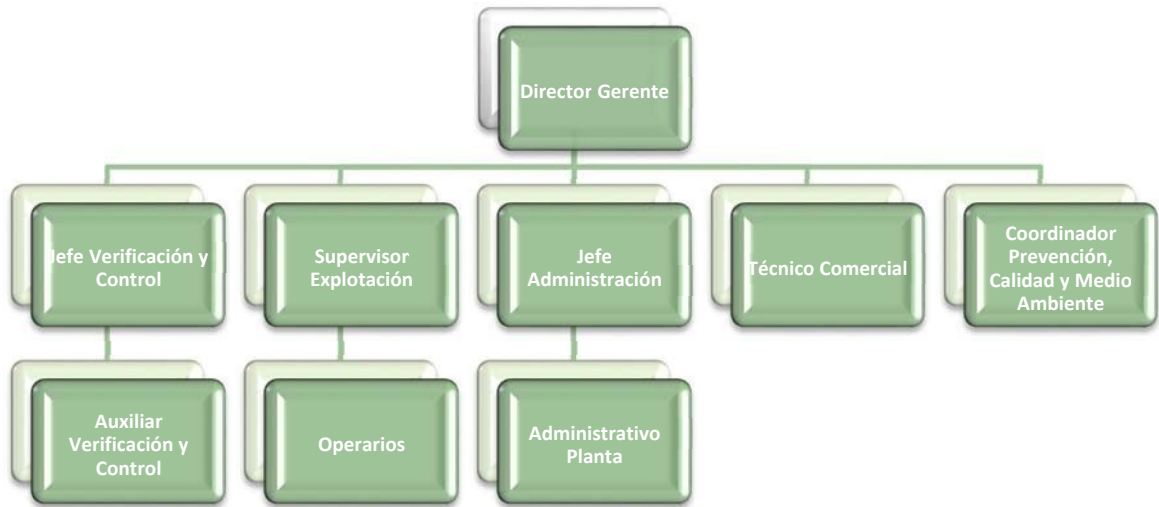 Director Gerente
Jefe Verificación y
Control
Supervisor
Explotación
Jefe
Administración
Técnico Comercial
Coordinador
Prevención,
Calidad y Medio
Ambiente
Auxiliar
Verificación y
Control
Operarios
Administrativo
Planta